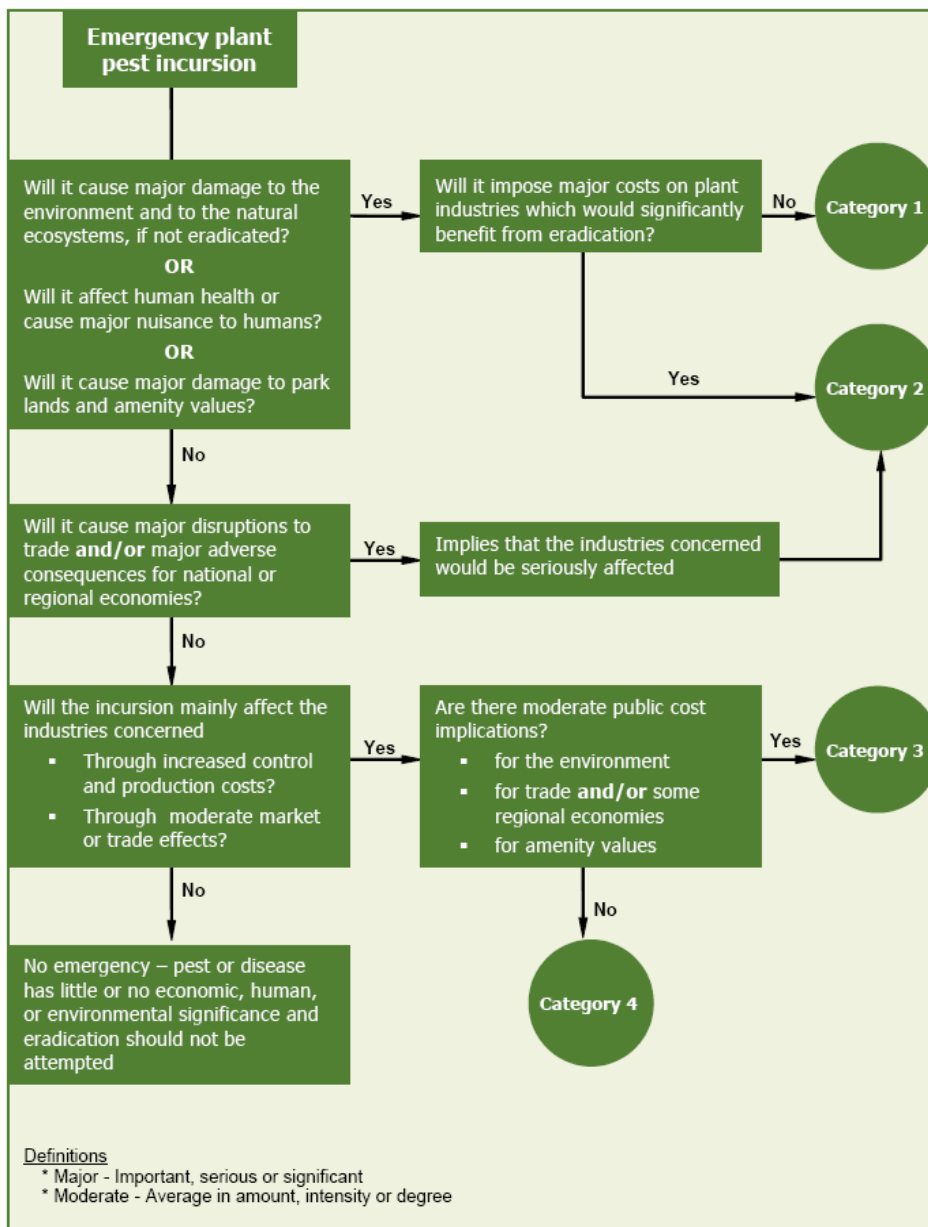 Emergency plant
pest incursion
Will it cause major damage to the
environment and to the natural
ecosystems, if not eradicated?
OR
Will it affect human health or
cause major nuisance to humans?
OR
Will it cause major damage to park
lands and amenity values?
Yes
Will it impose major costs on plant
industries which would significantly
benefit from eradication?
No
Category 1
Yes
Category 2
No
Will it cause major disruptions to
trade and/or major adverse
consequences for national or
regional economies?
Yes
Implies that the industries concerned
would be seriously affected
No
Will the incursion mainly affect the
industries concerned
▪ Through increased control
and production costs?
▪ Through moderate market
or trade effects?
Yes
Are there moderate public cost
implications?
▪ for the environment
▪ for trade and/or some
regional economies
▪ for amenity values
Yes
Category 3
No
No
Category 4
No emergency – pest or disease
has little or no economic, human,
or environmental significance and
eradication should not be
attempted
Definitions
* Major - Important, serious or significant
* Moderate - Average in amount, intensity or degree